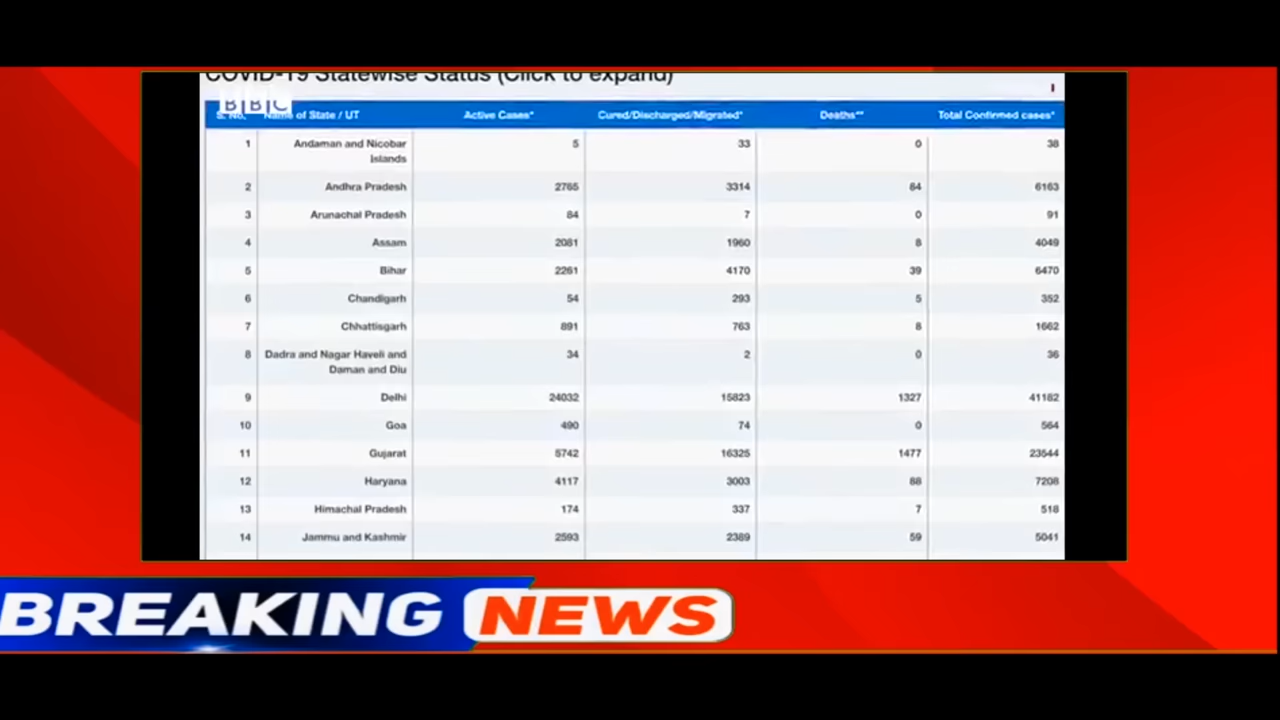 COVID-19 Statewise Status (Click to expand)
BBC
S. No. Name of State / UT Active Cases* Cured/Discharged/Migrated* Deaths** Total Confirmed cases*
1 Andaman and Nicobar Islands 5 33 0 38
2 Andhra Pradesh 2765 3314 84 6163
3 Arunachal Pradesh 84 7 0 91
4 Assam 2081 1960 8 4049
5 Bihar 2261 4170 39 6470
6 Chandigarh 54 293 5 352
7 Chhattisgarh 891 763 8 1662
8 Dadra and Nagar Haveli and Daman and Diu 34 2 0 36
9 Delhi 24032 15823 1327 41182
10 Goa 490 74 0 564
11 Gujarat 5742 16325 1477 23544
12 Haryana 4117 3003 88 7208
13 Himachal Pradesh 174 337 7 518
14 Jammu and Kashmir 2593 2389 59 5041
BREAKING NEWS